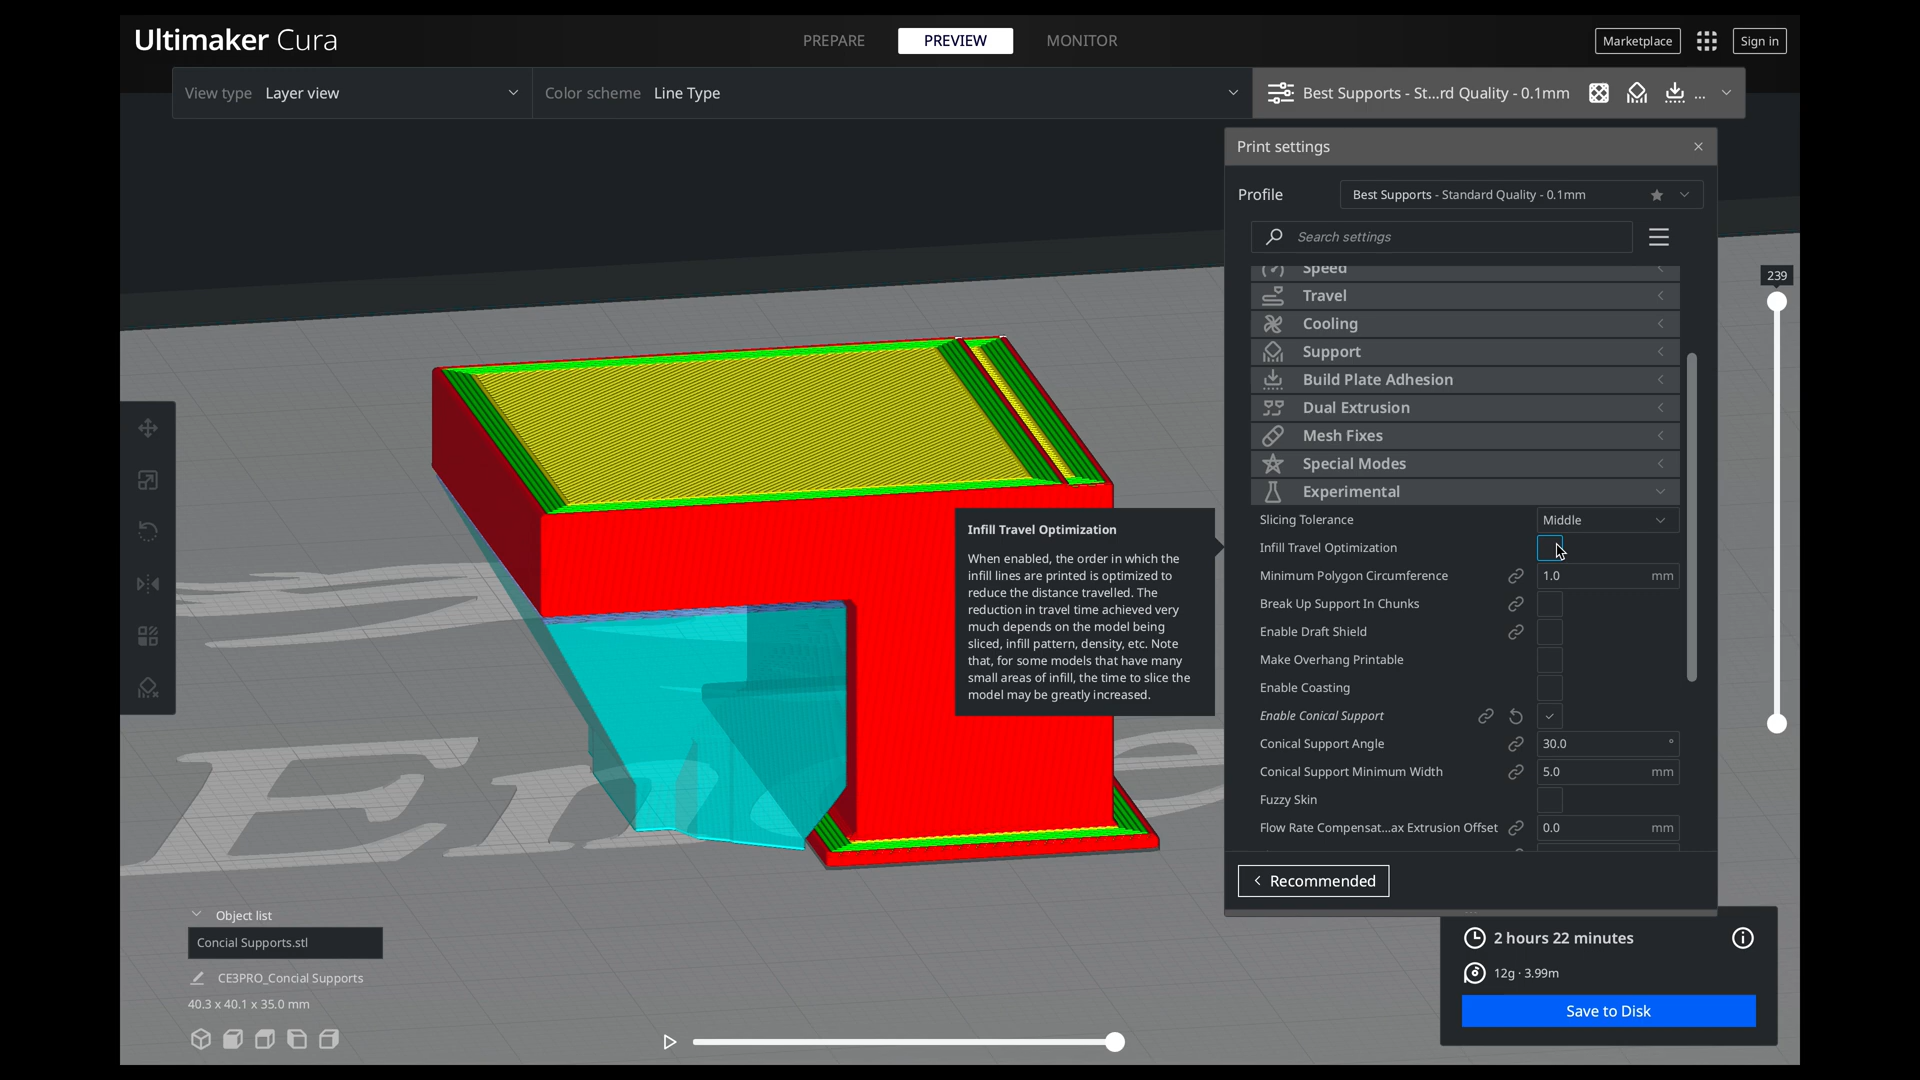 Ultimaker Cura
PREPARE
PREVIEW
MONITOR
Marketplace
Sign in
View type Layer view
Color scheme Line Type
Best Supports - St...rd Quality - 0.1mm
...
Print settings
Profile
Best Supports - Standard Quality - 0.1mm
Search settings
Speed
Travel
Cooling
Support
Build Plate Adhesion
Dual Extrusion
Mesh Fixes
Special Modes
Experimental
Slicing Tolerance Middle
Infill Travel Optimization
Minimum Polygon Circumference 1.0 mm
Break Up Support In Chunks
Enable Draft Shield
Make Overhang Printable
Enable Coasting
Enable Conical Support
Conical Support Angle 30.0 °
Conical Support Minimum Width 5.0 mm
Fuzzy Skin
Flow Rate Compensat...ax Extrusion Offset 0.0 mm
Recommended
239
Infill Travel Optimization
When enabled, the order in which the
infill lines are printed is optimized to
reduce the distance travelled. The
reduction in travel time achieved very
much depends on the model being
sliced, infill pattern, density, etc. Note
that, for some models that have many
small areas of infill, the time to slice the
model may be greatly increased.
Object list
Concial Supports.stl
CE3PRO_Concial Supports
40.3 x 40.1 x 35.0 mm
2 hours 22 minutes
12g · 3.99m
Save to Disk